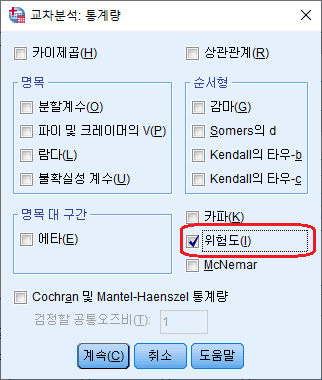 교차분석: 통계량
카이제곱(H)
상관관계(R)
명목
분할계수(O)
파이 및 크레이머의 V(P)
람다(L)
불확실성 계수(U)
순서형
감마(G)
Somers의 d
Kendall의 타우-b
Kendall의 타우-c
명목 대 구간
에타(E)
카파(K)
위험도(I)
McNemar
Cochran 및 Mantel-Haenszel 통계량
검정할 공통오즈비(T): 1
계속(C) 취소 도움말